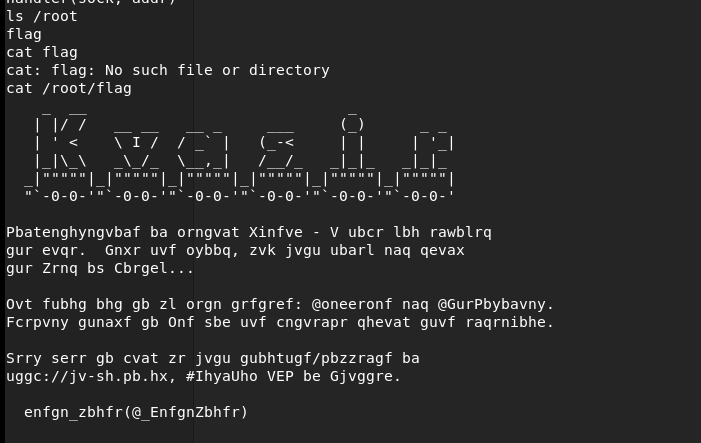 handler(sock, addr)
ls /root
flag
cat flag
cat: flag: No such file or directory
cat /root/flag
Kvasir
Pbatenghyngvbaf ba orngvat Xinfve - V ubcr lbh rawblrq
gur evqr.  Gnxr uvf oybbq, zvk jvgu ubarl naq qevax
gur Zrnq bs Cbrgel...
Ovt fubhg bhg gb zl orgn grfgref: @oneeronf naq @GurPbybavny.
Fcrpvny gunaxf gb Onf sbe uvf cngvrapr qhevat guvf raqrnibhe.
Srry serr gb cvat zr jvgu gubhtugf/pbzzragf ba
uggc://jv-sh.pb.hx, #IhyaUho VEP be Gjvggre.
enfgn_zbhfr(@_EnfgnZbhfr)